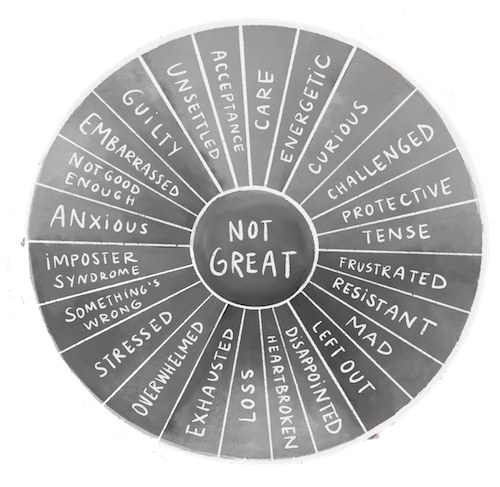 NOT
GREAT
CARE
ENERGETIC
CURIOUS
CHALLENGED
PROTECTIVE
TENSE
FRUSTRATED
RESISTANT
MAD
LEFT OUT
DISAPPOINTED
HEARTBROKEN
LOSS
EXHAUSTED
OVERWHELMED
STRESSED
SOMETHING'S
WRONG
IMPOSTER
SYNDROME
ANXIOUS
NOT GOOD
ENOUGH
EMBARRASSED
GUILTY
UNSETTLED
ACCEPTANCE